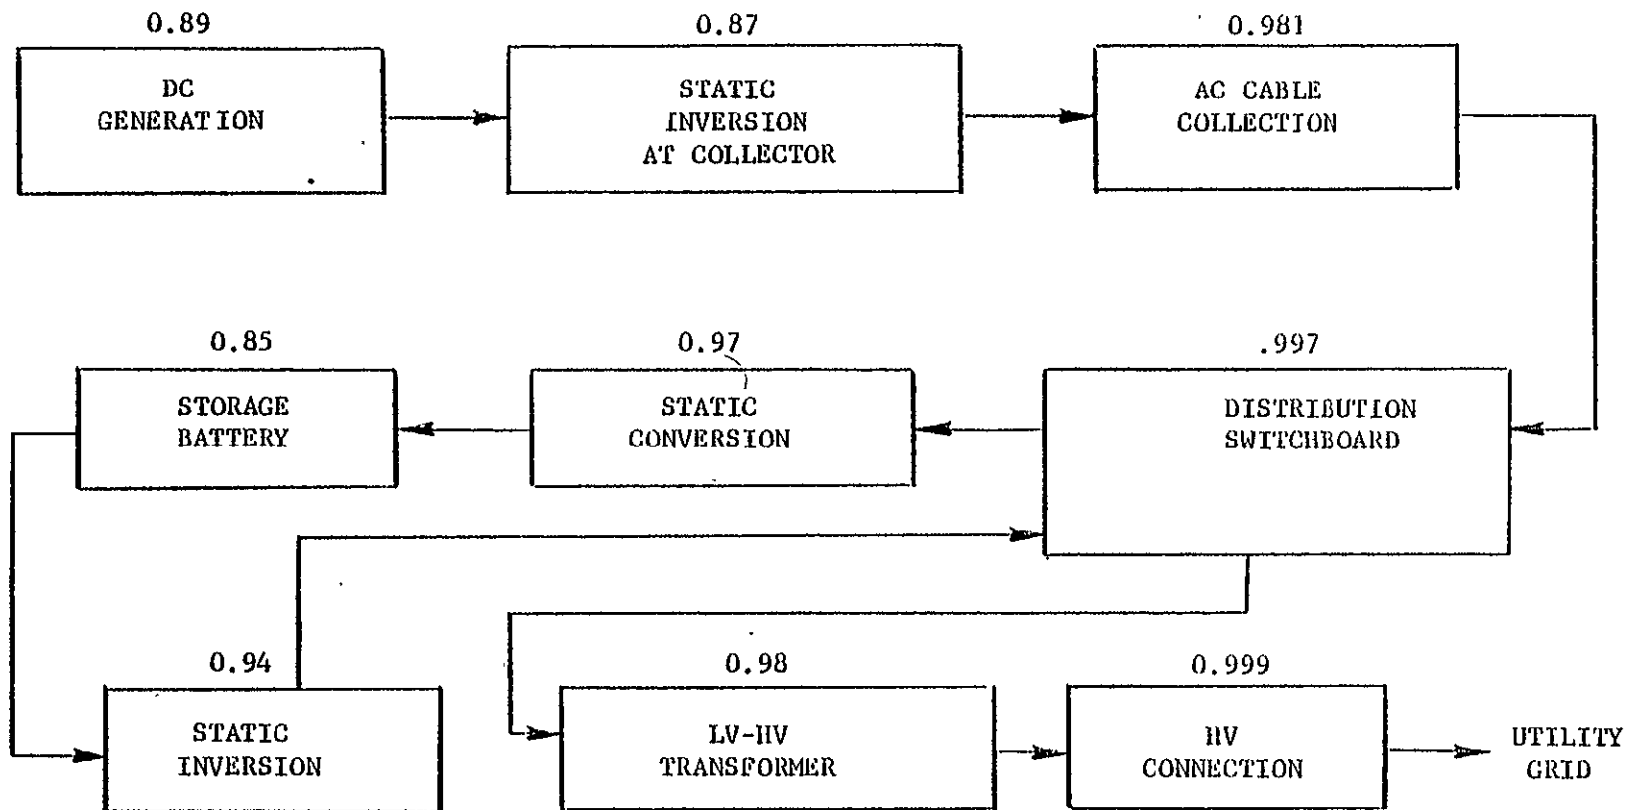 0.89
DC
GENERATION
0.87
STATIC
INVERSION
AT COLLECTOR
0.981
AC CABLE
COLLECTION
0.85
STORAGE
BATTERY
0.97
STATIC
CONVERSION
.997
DISTRIBUTION
SWITCHBOARD
0.94
STATIC
INVERSION
0.98
LV-HV
TRANSFORMER
0.999
HV
CONNECTION
UTILITY
GRID